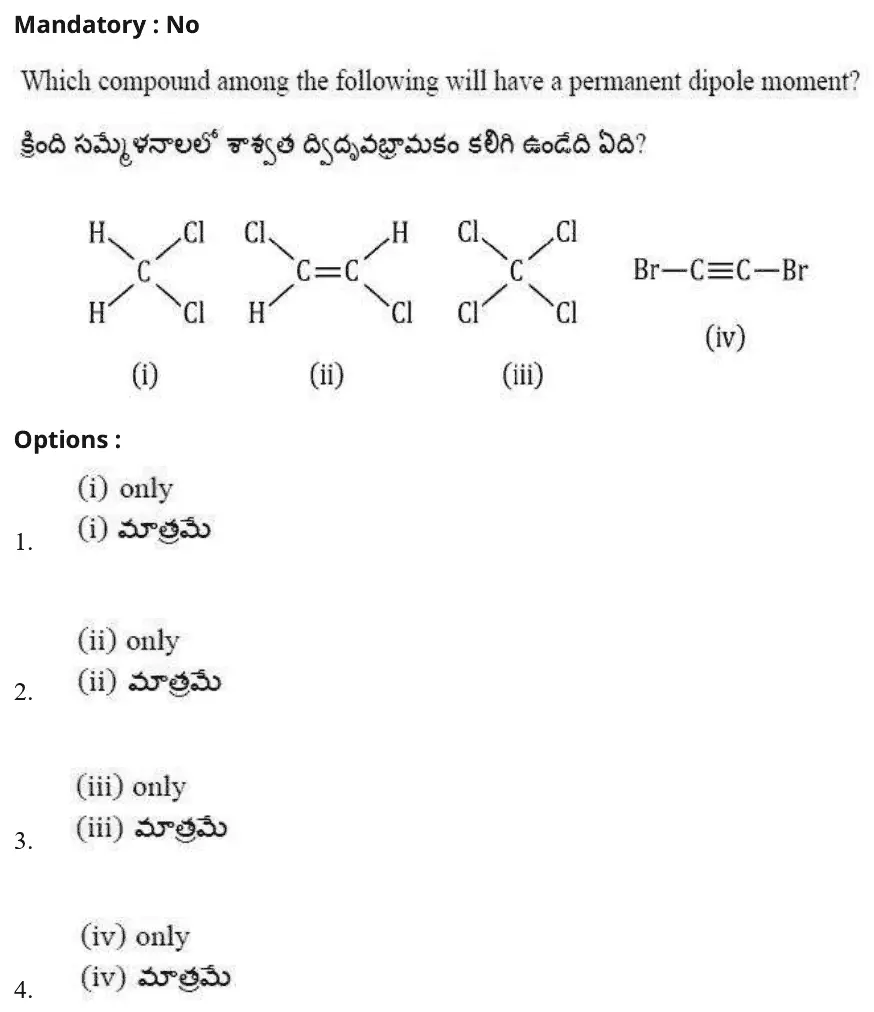 Mandatory : No
Which compound among the following will have a permanent dipole moment?
క్రింది సమ్మేళనాలలో శాశ్వత ద్విదృవభ్రామకం కలిగి ఉండేది ఏది?
H Cl Cl H Cl Cl
C C=C C Br—C≡C—Br
H Cl H Cl Cl Cl
(iv)
(i) (ii) (iii)
Options :
(i) only
1. (i) మాత్రమే
(ii) only
2. (ii) మాత్రమే
(iii) only
3. (iii) మాత్రమే
(iv) only
4. (iv) మాత్రమే